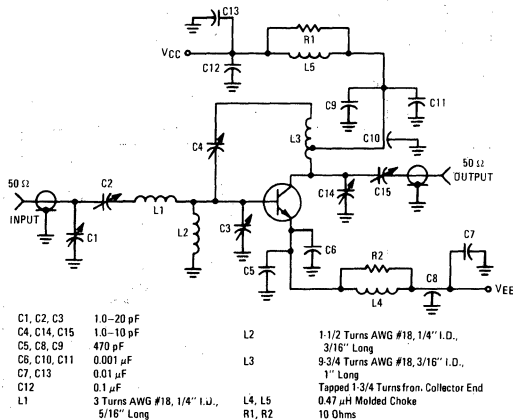 C13
R1
VCC
L5
C12
C9
C11
L3
C10
C4
50 Ω
INPUT
C2
L1
C1
L2
C3
C14
C15
50 Ω
OUTPUT
C6
R2
C7
C5
L4
C8
VEE
C1, C2, C3 1.0–20 pF
C4, C14, C15 1.0–10 pF
C5, C8, C9 470 pF
C6, C10, C11 0.001 μF
C7, C13 0.01 μF
C12 0.1 μF
L1 3 Turns AWG #18, 1/4" I.D.,
5/16" Long
L2 1-1/2 Turns AWG #18, 1/4" I.D.,
3/16" Long
L3 9-3/4 Turns AWG #18, 3/16" I.D.,
1" Long
Tapped 1-3/4 Turns from Collector End
L4, L5 0.47 μH Molded Choke
R1, R2 10 Ohms